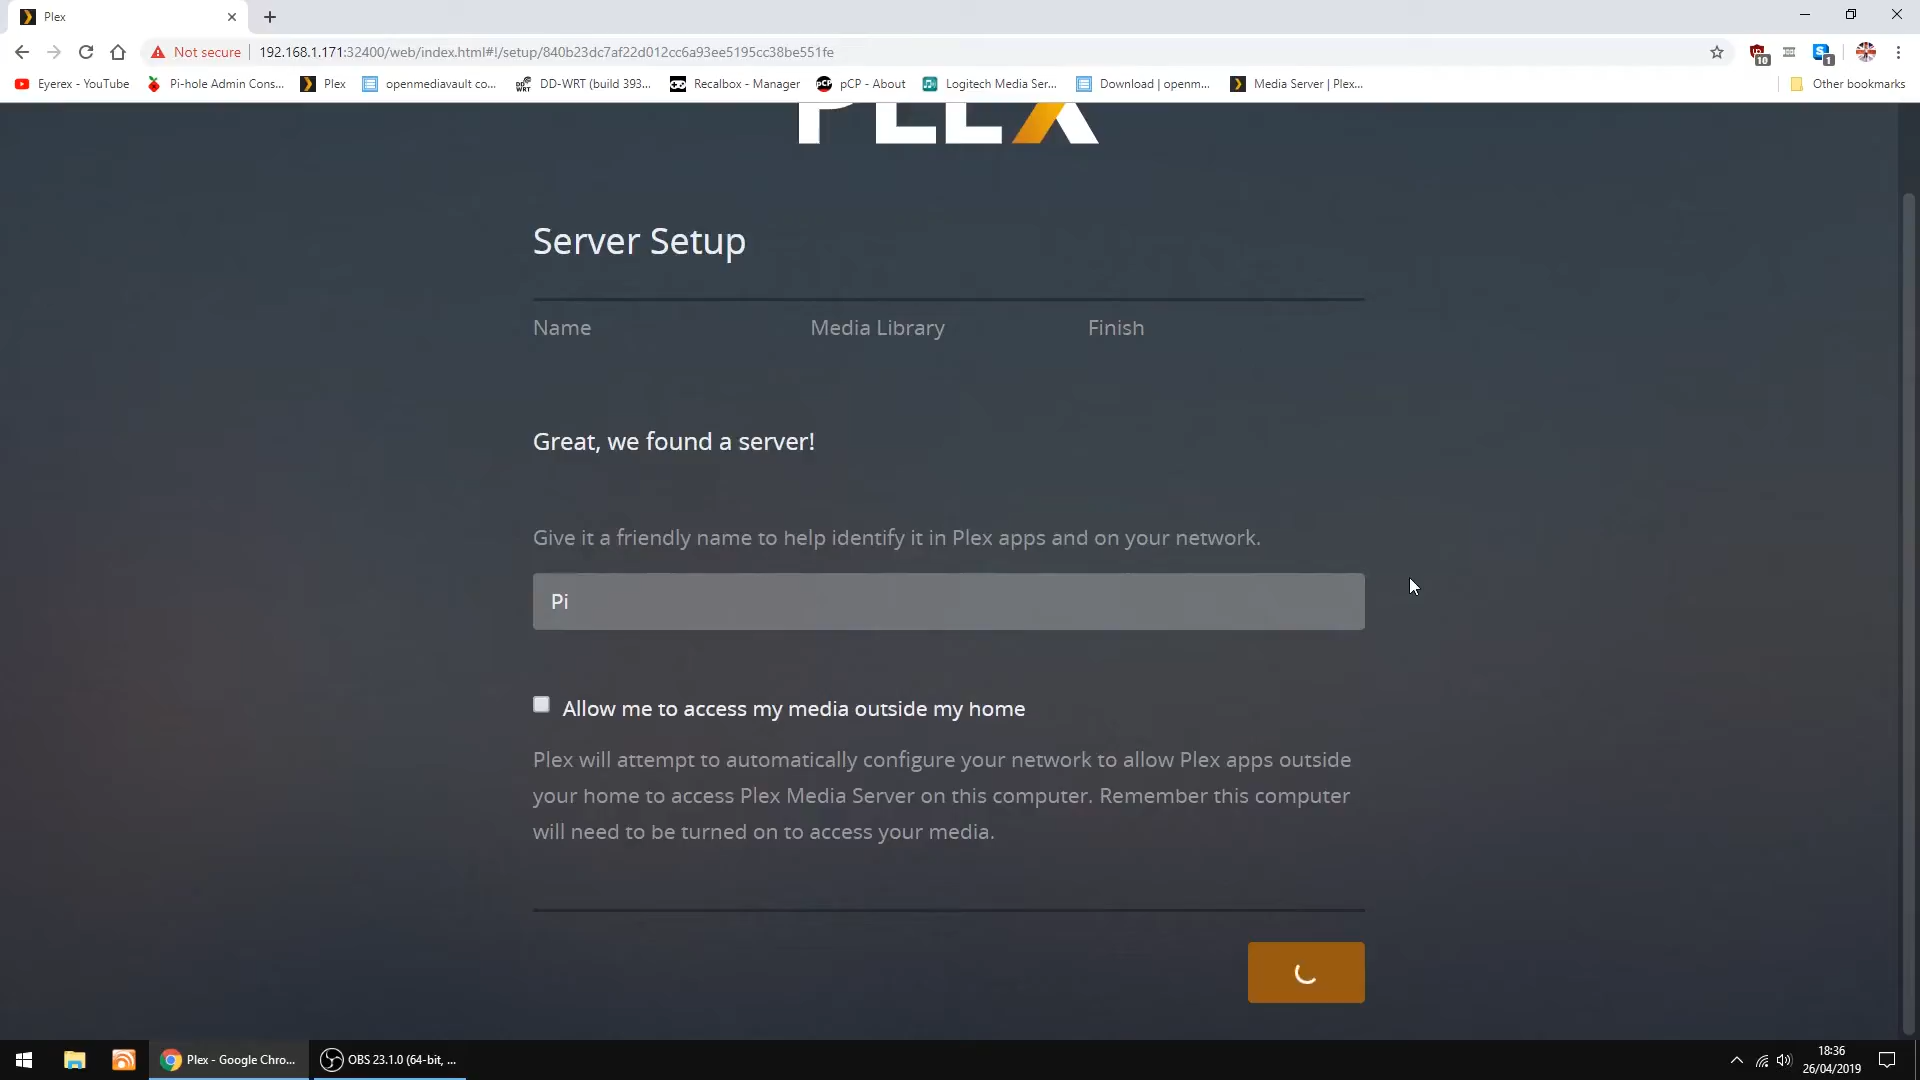 Plex
Not secure 192.168.1.171:32400/web/index.html#!/setup/840b23dc7af22d012cc6a93ee5195cc38be551fe
10
1
Eyerex - YouTube Pi-hole Admin Cons... Plex openmediavault co... DD-WRT (build 393... Recalbox - Manager pCP - About Logitech Media Ser... Download | openm... Media Server | Plex... Other bookmarks
PLEX
Server Setup
Name Media Library Finish
Great, we found a server!
Give it a friendly name to help identify it in Plex apps and on your network.
Pi
Allow me to access my media outside my home
Plex will attempt to automatically configure your network to allow Plex apps outside
your home to access Plex Media Server on this computer. Remember this computer
will need to be turned on to access your media.
Plex - Google Chro... OBS 23.1.0 (64-bit, ...
18:36
26/04/2019